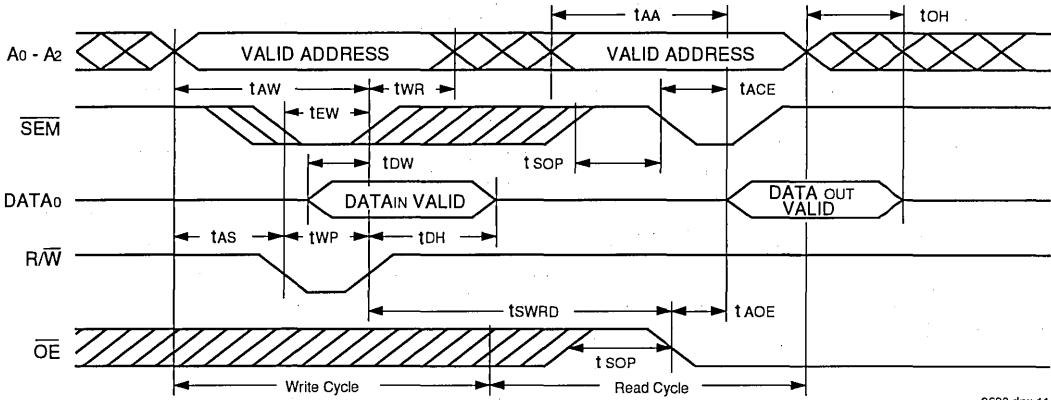 tAA
tOH
A0 - A2
VALID ADDRESS
VALID ADDRESS
tAW
tWR
tACE
tEW
SEM
tDW
tSOP
DATA0
DATAIN VALID
DATA OUT
VALID
tAS
tWP
tDH
R/W
tSWRD
tAOE
OE
tSOP
Write Cycle
Read Cycle